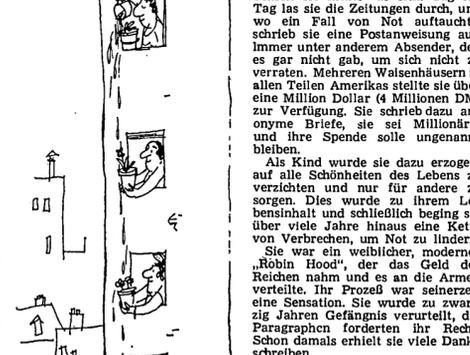 Tag las sie die Zeitungen durch, un
wo ein Fall von Not auftaucht
schrieb sie eine Postanweisung au
Immer unter anderem Absender, de
es gar nicht gab, um sich nicht z
verraten. Mehreren Waisenhäusern
allen Teilen Amerikas stellte sie übe
eine Million Dollar (4 Millionen DM
zur Verfügung. Sie schrieb dazu an
onyme Briefe, sie sei Millionär
und ihre Spende solle ungenann
bleiben.
Als Kind wurde sie dazu erzoge
auf alle Schönheiten des Lebens z
verzichten und nur für andere z
sorgen. Dies wurde zu ihrem Le
bensinhalt und schließlich beging s
über viele Jahre hinaus eine Kett
von Verbrechen, um Not zu linder
Sie war ein weiblicher, moderne
„Robin Hood“, der das Geld de
Reichen nahm und es an die Arme
verteilte. Ihr Prozeß war seinerze
eine Sensation. Sie wurde zu zwan
zig Jahren Gefängnis verurteilt, d
Paragraphen forderten ihr Rech
Schon damals erhielt sie viele Dank
schreiben